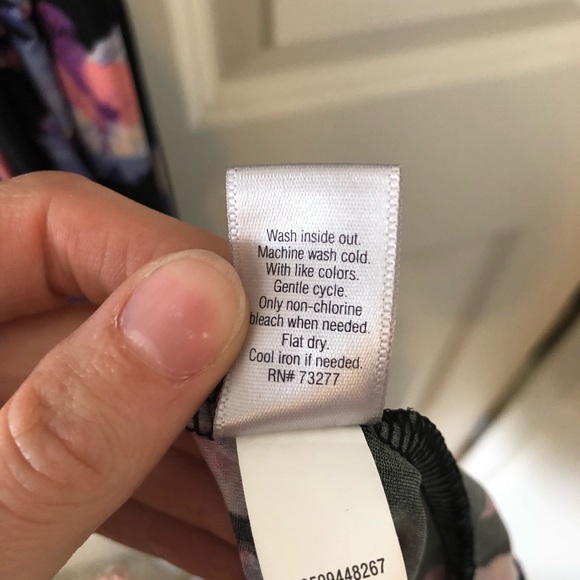 Wash inside out.
Machine wash cold.
With like colors.
Gentle cycle.
Only non-chlorine
bleach when needed.
Flat dry.
Cool iron if needed.
RN# 73277